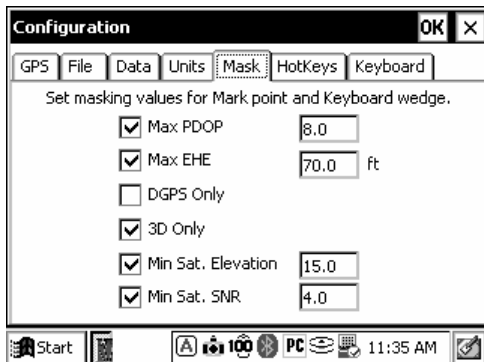 Configuration OK ×
GPS File Data Units Mask HotKeys Keyboard
Set masking values for Mark point and Keyboard wedge.
Max PDOP 8.0
Max EHE 70.0 ft
DGPS Only
3D Only
Min Sat. Elevation 15.0
Min Sat. SNR 4.0
Start A 100 PC 11:35 AM